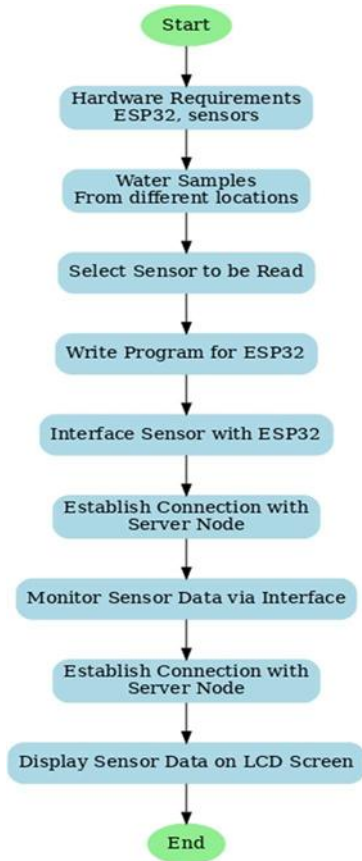 Start
Hardware Requirements
ESP32, sensors
Water Samples
From different locations
Select Sensor to be Read
Write Program for ESP32
Interface Sensor with ESP32
Establish Connection with
Server Node
Monitor Sensor Data via Interface
Establish Connection with
Server Node
Display Sensor Data on LCD Screen
End